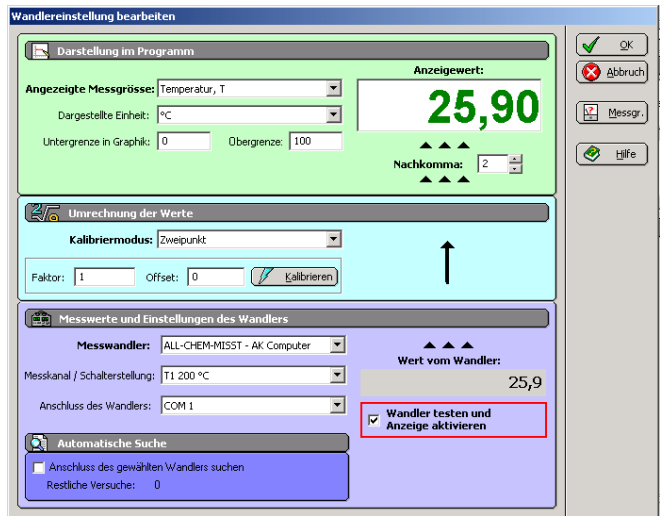 Wandlereinstellung bearbeiten
Darstellung im Programm
Anzeigewert:
Angezeigte Messgrösse: Temperatur, T
25,90
Dargestellte Einheit: °C
Untergrenze in Graphik: 0 Obergrenze: 100
Nachkomma: 2
Umrechnung der Werte
Kalibriermodus: Zweipunkt
Faktor: 1 Offset: 0 Kalibrieren
Messwerte und Einstellungen des Wandlers
Messwandler: ALL-CHEM-MISST - AK Computer
Wert vom Wandler:
Messkanal / Schalterstellung: T1 200 °C
25,9
Anschluss des Wandlers: COM 1
Wandler testen und
Anzeige aktivieren
Automatische Suche
Anschluss des gewählten Wandlers suchen
Restliche Versuche: 0
OK
Abbruch
Messgr.
Hilfe